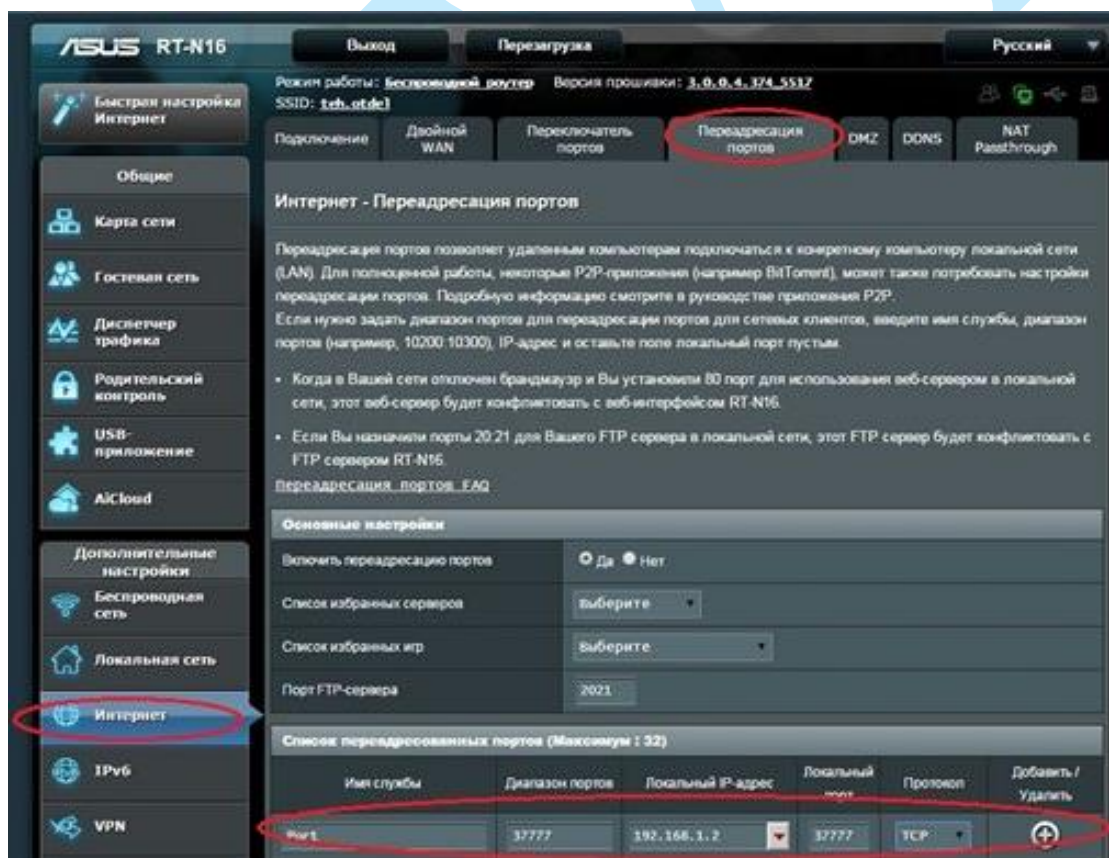 ASUS RT-N16
Выход
Перезагрузка
Русский
Быстрая настройка
Интернет
Режим работы: Беспроводной роутер Версия прошивки: 3.0.0.4.374_5517
SSID: teh.otdel
Подключение
Двойной
WAN
Переключатель
портов
Переадресация
портов
DMZ
DDNS
NAT
Passthrough
Общие
Карта сети
Гостевая сеть
Диспетчер
трафика
Родительский
контроль
USB-
приложение
AiCloud
Дополнительные
настройки
Беспроводная
сеть
Локальная сеть
Интернет
IPv6
VPN
Интернет - Переадресация портов
Переадресация портов позволяет удаленным компьютерам подключаться к конкретному компьютеру локальной сети
(LAN). Для полноценной работы, некоторые P2P-приложения (например BitTorrent), может также потребовать настройки
переадресации портов. Подробную информацию смотрите в руководстве приложения P2P.
Если нужно задать диапазон портов для переадресации портов для сетевых клиентов, введите имя службы, диапазон
портов (например, 10200:10300), IP-адрес и оставьте поле локальный порт пустым.
• Когда в Вашей сети отключен брандмауэр и Вы установили 80 порт для использования веб-сервером в локальной
сети, этот веб-сервер будет конфликтовать с веб-интерфейсом RT-N16.
• Если Вы назначили порты 20:21 для Вашего FTP сервера в локальной сети, этот FTP сервер будет конфликтовать с
FTP сервером RT-N16.
Переадресация портов FAQ
Основные настройки
Включить переадресацию портов
Да Нет
Список избранных серверов
Выберите
Список избранных игр
Выберите
Порт FTP-сервера
2021
Список переадресованных портов (Максимум : 32)
Имя службы
Диапазон портов
Локальный IP-адрес
Локальный
порт
Протокол
Добавить /
Удалить
Port
37777
192.168.1.2
37777
TCP